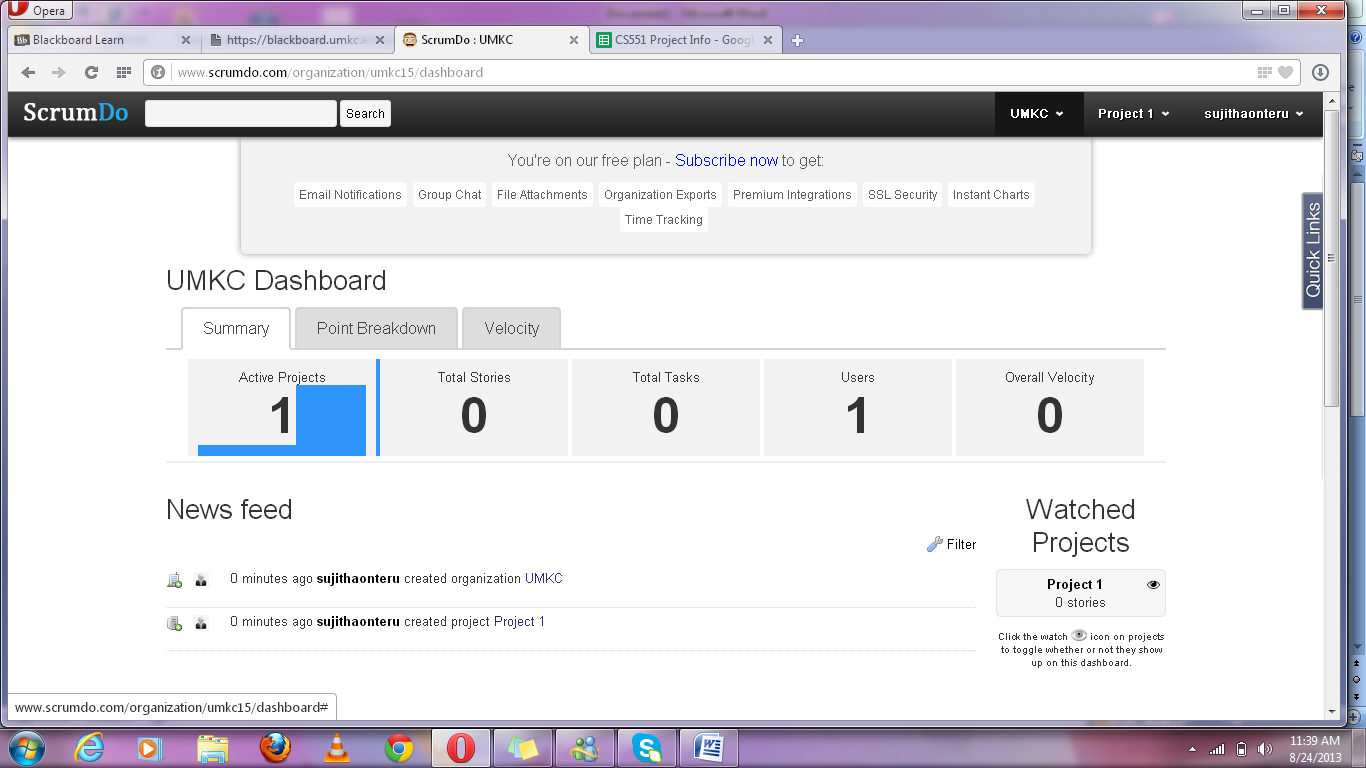 Opera
Blackboard Learn
https://blackboard.umkc.e
ScrumDo : UMKC
CS551 Project Info - Googl
www.scrumdo.com/organization/umkc15/dashboard
ScrumDo
Search
UMKC
Project 1
sujithaonteru
You're on our free plan - Subscribe now to get:
Email Notifications Group Chat File Attachments Organization Exports Premium Integrations SSL Security Instant Charts
Time Tracking
Quick Links
UMKC Dashboard
Summary Point Breakdown Velocity
Active Projects Total Stories Total Tasks Users Overall Velocity
1 0 0 1 0
News feed
Filter
0 minutes ago sujithaonteru created organization UMKC
0 minutes ago sujithaonteru created project Project 1
Watched
Projects
Project 1
0 stories
Click the watch icon on projects
to toggle whether or not they show
up on this dashboard.
www.scrumdo.com/organization/umkc15/dashboard#
11:39 AM
8/24/2013